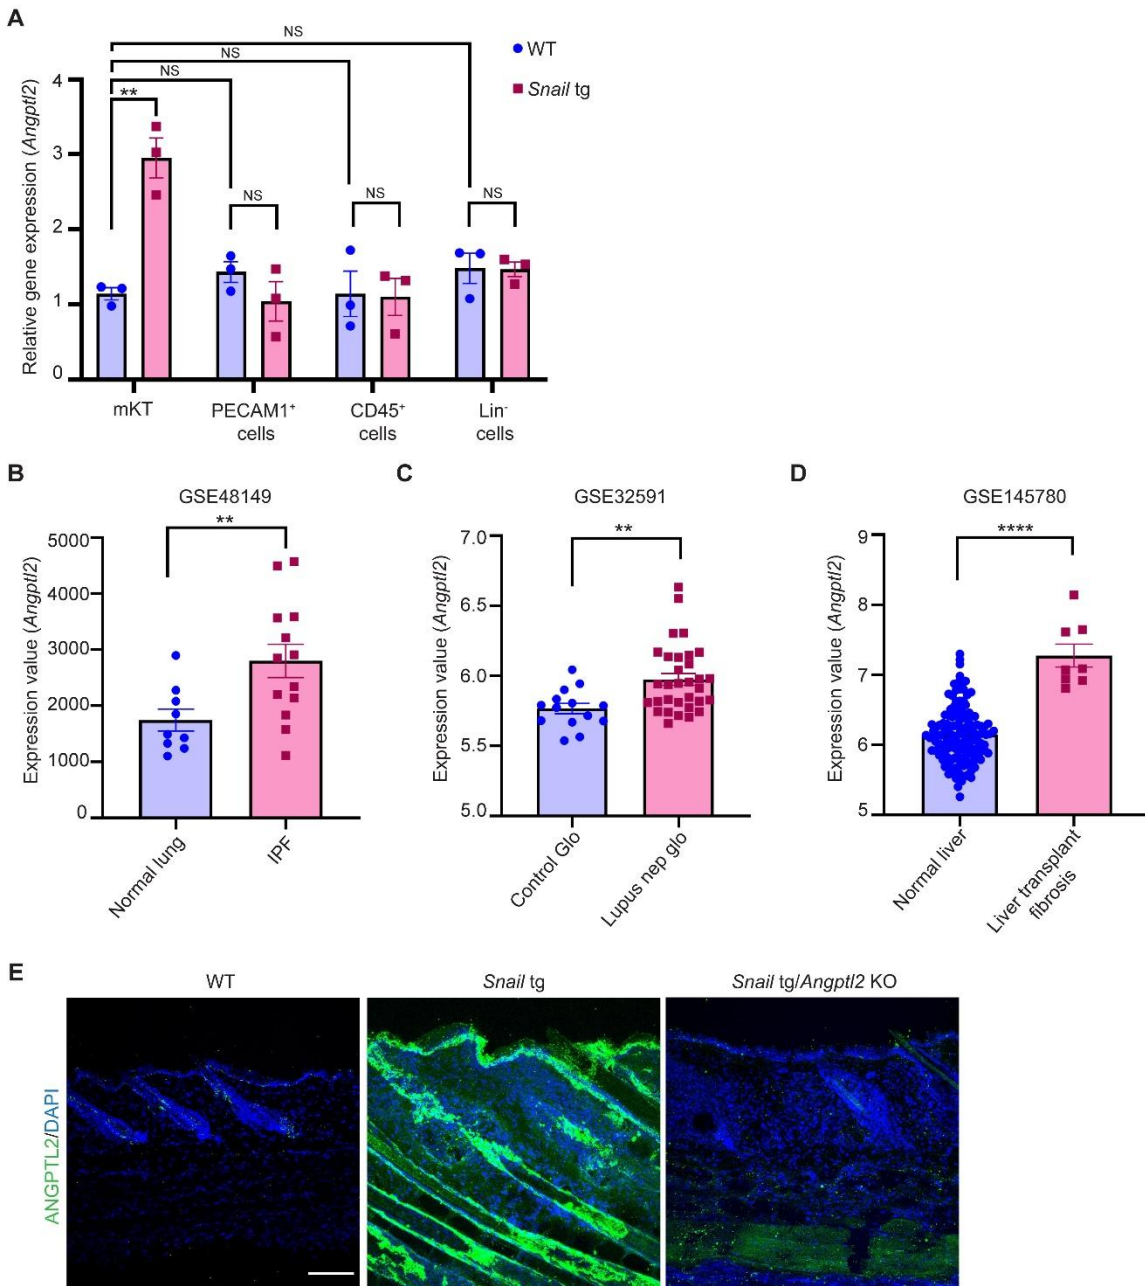 A
NS
NS
NS
**
NS
NS
NS
WT
Snail tg
Relative gene expression (Angptl2)
4
3
2
1
0
mKT
PECAM1⁺
cells
CD45⁺
cells
Lin⁻
cells
B
GSE48149
**
Expression value (Angptl2)
5000
4000
3000
2000
1000
0
Normal lung
IPF
C
GSE32591
**
Expression value (Angptl2)
7.0
6.5
6.0
5.5
5.0
Control Glo
Lupus nep glo
D
GSE145780
****
Expression value (Angptl2)
9
8
7
6
5
Normal liver
Liver transplant
fibrosis
E
WT
Snail tg
Snail tg/Angptl2 KO
ANGPTL2/DAPI